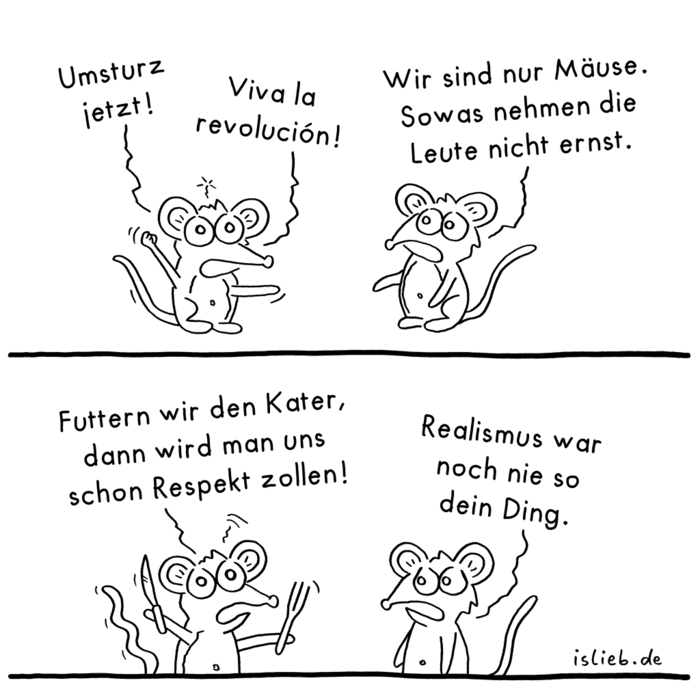 Umsturz
jetzt!
Viva la
revolución!
Wir sind nur Mäuse.
Sowas nehmen die
Leute nicht ernst.
Futtern wir den Kater,
dann wird man uns
schon Respekt zollen!
Realismus war
noch nie so
dein Ding.
islieb.de